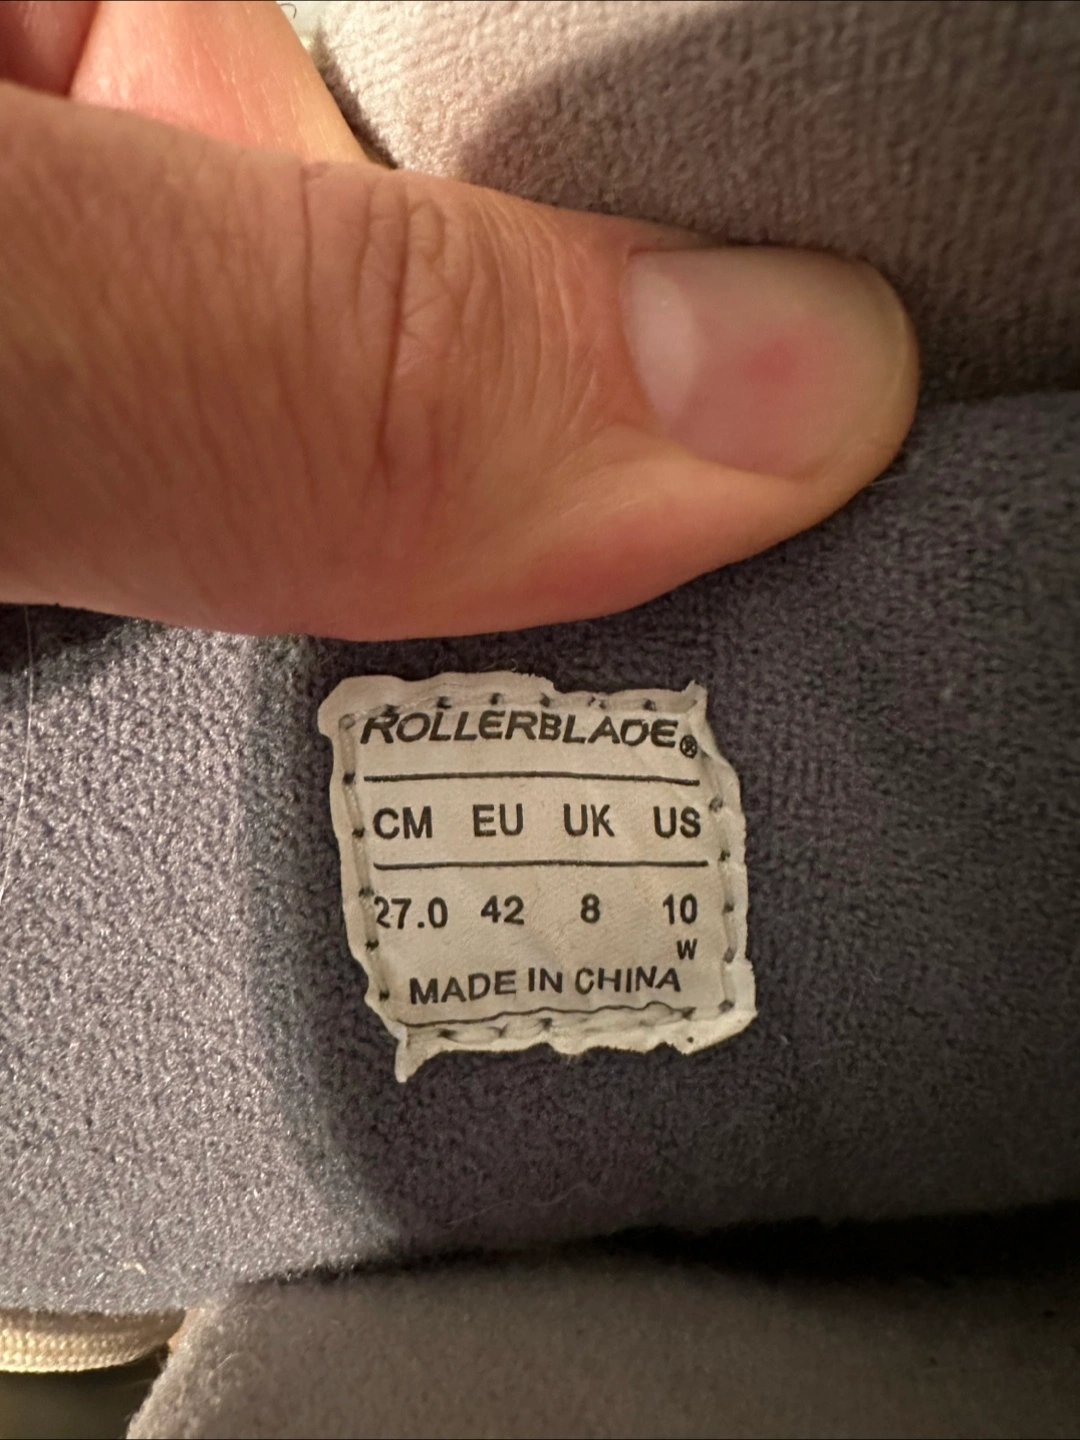 ROLLERBLADE®
CM EU UK US
27.0 42 8 10
W
MADE IN CHINA